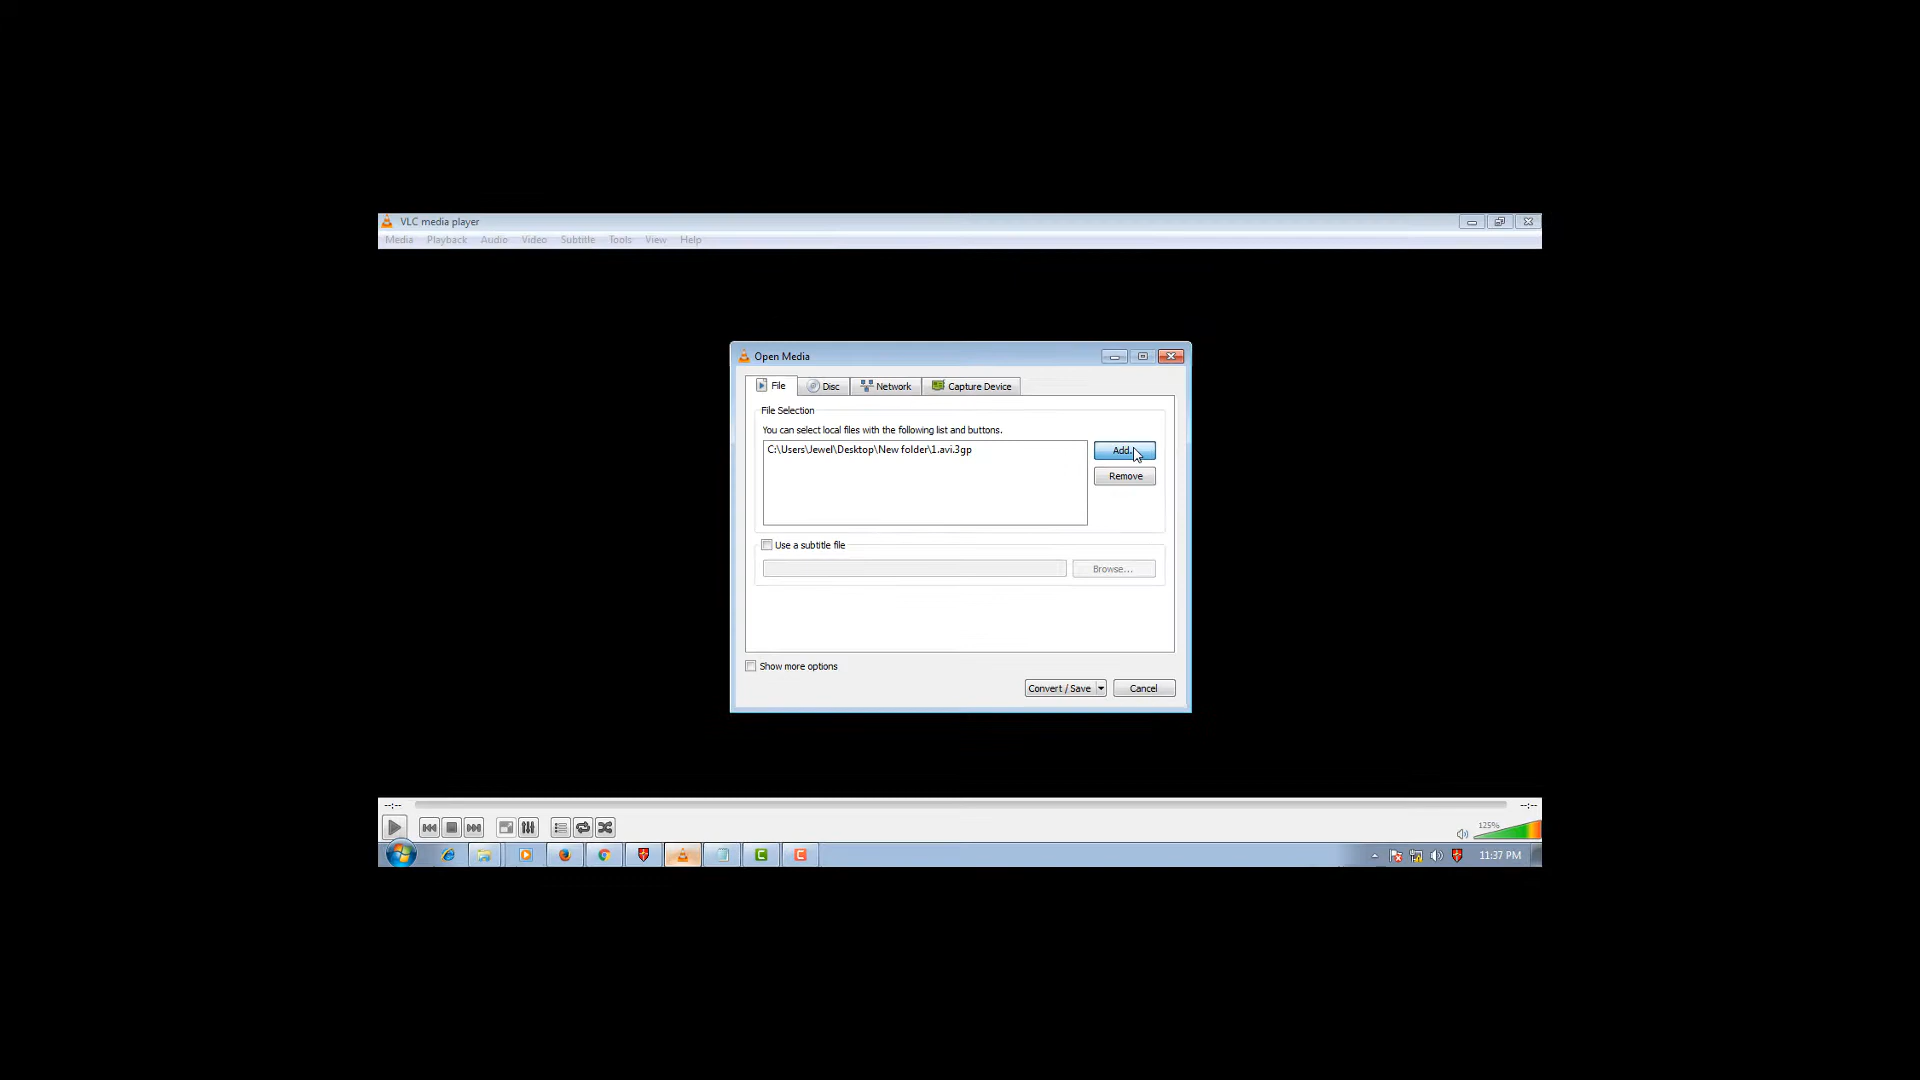 VLC media player
Media Playback Audio Video Subtitle Tools View Help
Open Media
File Disc Network Capture Device
File Selection
You can select local files with the following list and buttons.
C:\Users\Jewel\Desktop\New folder\1.avi.3gp
Add..
Remove
Use a subtitle file
Browse...
Show more options
Convert / Save Cancel
--:-- --:--
125%
11:37 PM